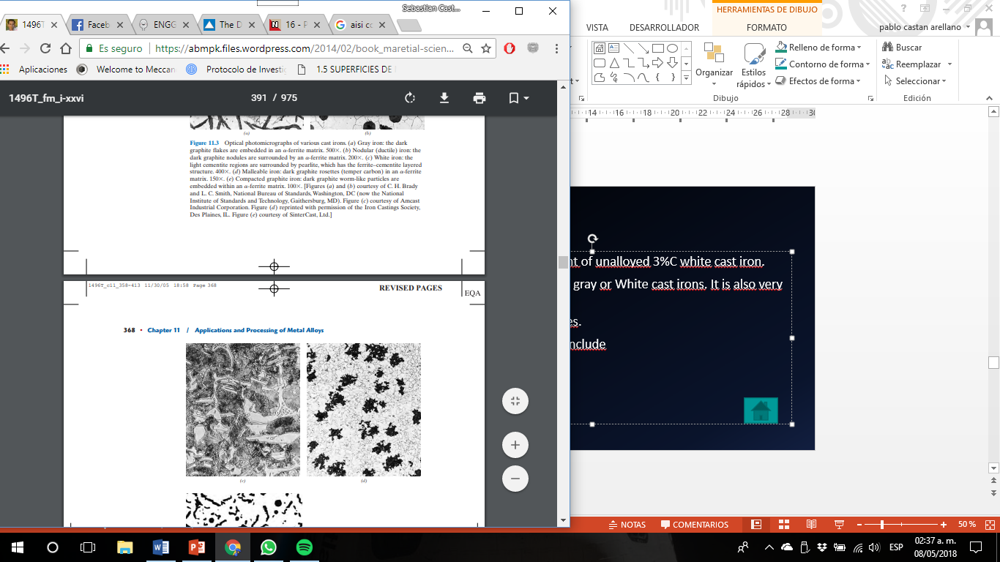 Sebastian Cast...
1496T
Faceb
ENGG
The D
16 - P
aisi cc
Es seguro
https://abmpk.files.wordpress.com/2014/02/book_maretial-scien...
Aplicaciones
Welcome to Meccan
Protocolo de Investig
1.5 SUPERFICIES DE
1496T_fm_i-xxvi
391 / 975
(a)
(b)
Figure 11.3 Optical photomicrographs of various cast irons. (a) Gray iron: the dark
graphite flakes are embedded in an α-ferrite matrix. 500×. (b) Nodular (ductile) iron: the
dark graphite nodules are surrounded by an α-ferrite matrix. 200×. (c) White iron: the
light cementite regions are surrounded by pearlite, which has the ferrite–cementite layered
structure. 400×. (d) Malleable iron: dark graphite rosettes (temper carbon) in an α-ferrite
matrix. 150×. (e) Compacted graphite iron: dark graphite worm-like particles are
embedded within an α-ferrite matrix. 100×. [Figures (a) and (b) courtesy of C. H. Brady
and L. C. Smith, National Bureau of Standards, Washington, DC (now the National
Institute of Standards and Technology, Gaithersburg, MD). Figure (c) courtesy of Amcast
Industrial Corporation. Figure (d) reprinted with permission of the Iron Castings Society,
Des Plaines, IL. Figure (e) courtesy of SinterCast, Ltd.]
1496T_c11_358-413 11/30/05 18:58 Page 368
REVISED PAGES
EQA
368 • Chapter 11 / Applications and Processing of Metal Alloys
(c)
(d)
HERRAMIENTAS DE DIBUJO
VISTA
DESARROLLADOR
FORMATO
pablo castan arellano
Organizar
Estilos
rápidos
Relleno de forma
Contorno de forma
Efectos de forma
Dibujo
Buscar
Reemplazar
Seleccionar
Edición
14 16 18 20 22 24 26 28 30
nt of unalloyed 3%C white cast iron.
gray or White cast irons. It is also very
es.
nclude
NOTAS
COMENTARIOS
50 %
ESP
02:37 a. m.
08/05/2018